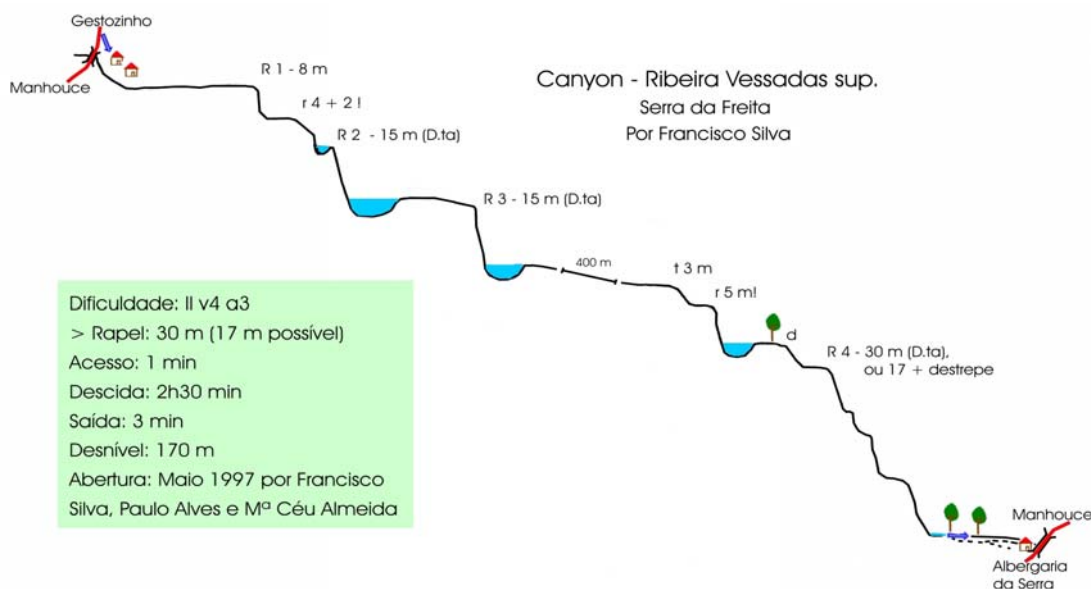 Gestozinho
Manhouce
R 1 - 8 m
r 4 + 2 !
R 2 - 15 m (D.ta)
Canyon - Ribeira Vessadas sup.
Serra da Freita
Por Francisco Silva
R 3 - 15 m (D.ta)
400 m
t 3 m
r 5 m!
d
R 4 - 30 m (D.ta),
ou 17 + destrepe
Dificuldade: II v4 a3
> Rapel: 30 m (17 m possível)
Acesso: 1 min
Descida: 2h30 min
Saída: 3 min
Desnível: 170 m
Abertura: Maio 1997 por Francisco
Silva, Paulo Alves e Mª Céu Almeida
Manhouce
Albergaria
da Serra